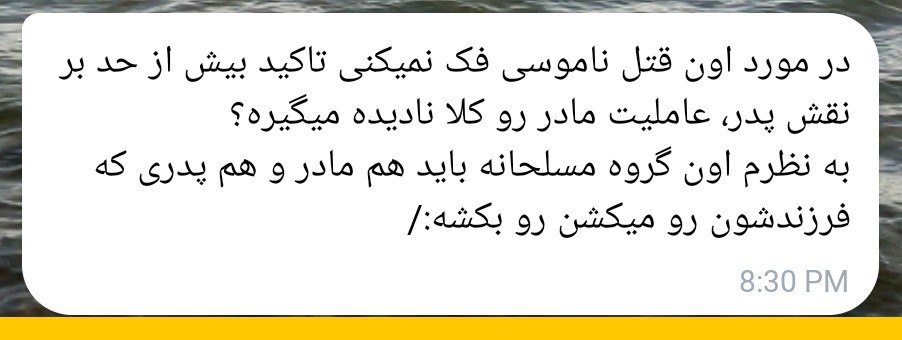 در مورد اون قتل ناموسی فک نمیکنی تاکید بیش از حد بر
نقش پدر، عاملیت مادر رو کلا نادیده میگیره؟
به نظرم اون گروه مسلحانه باید هم مادر و هم پدری که
فرزندشون رو میکشن رو بکشه:/
8:30 PM